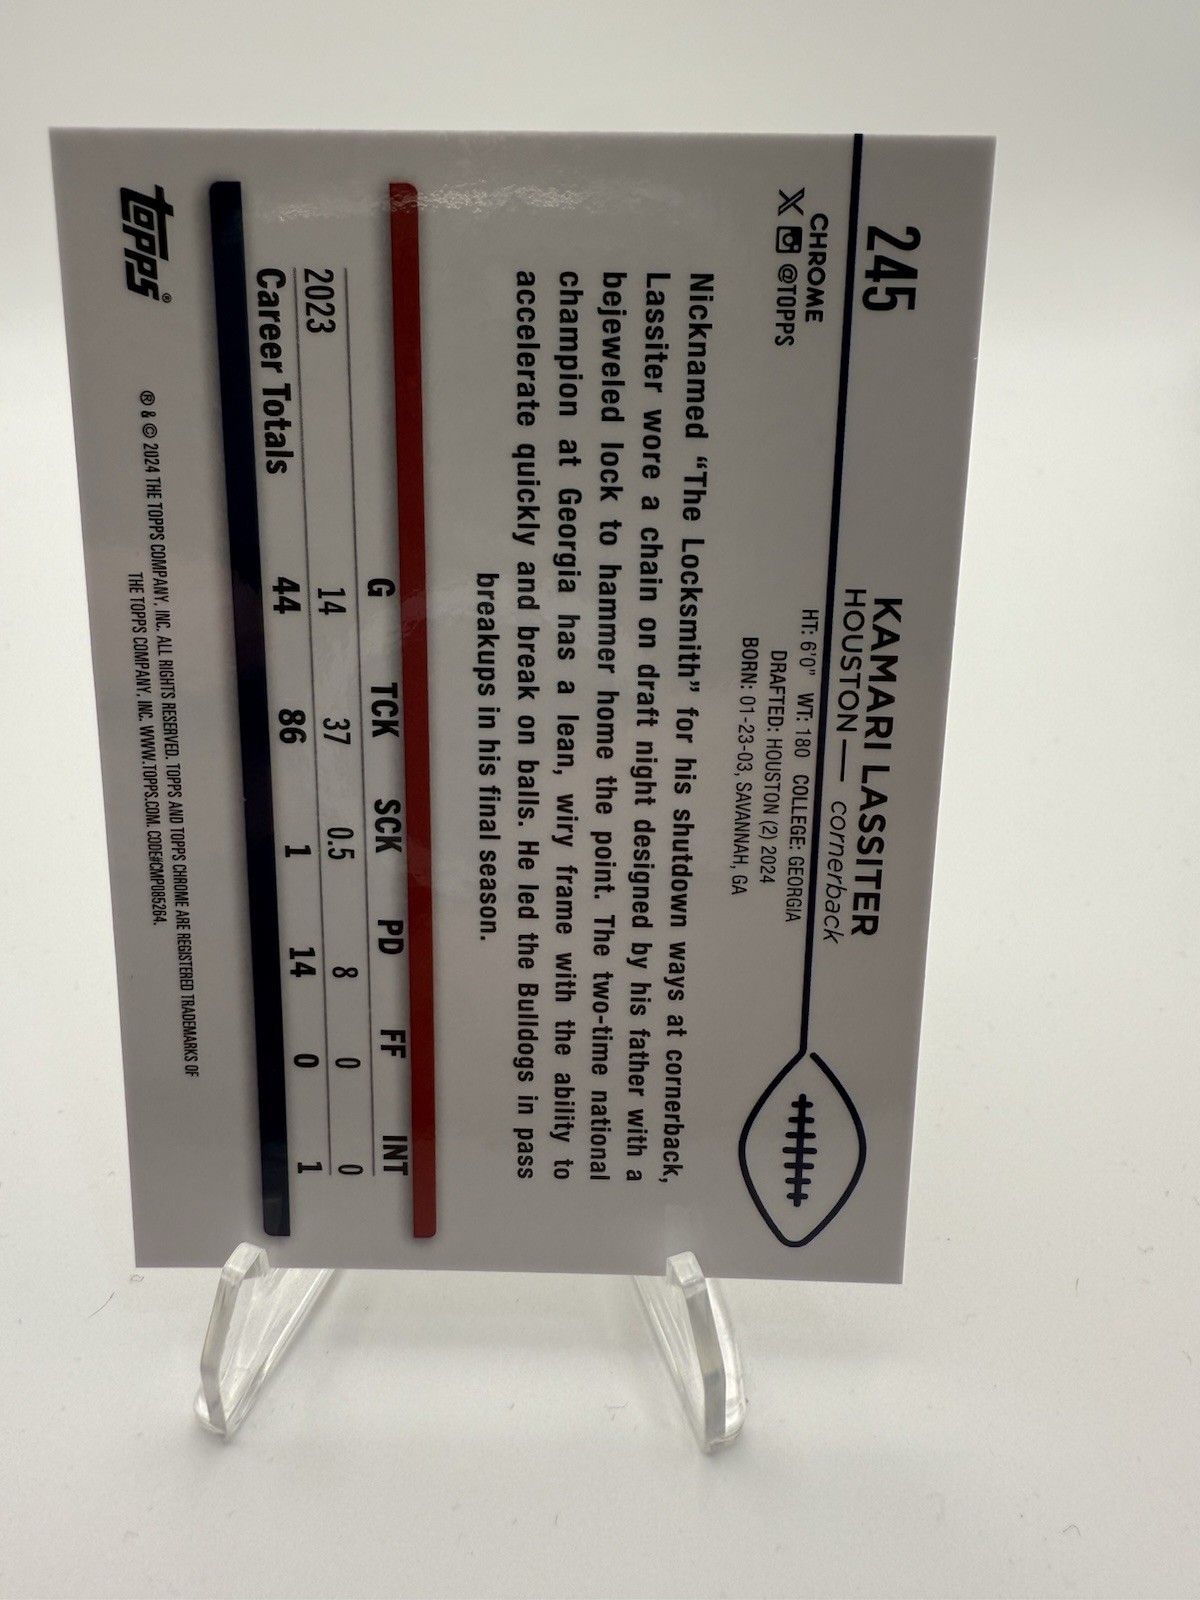 245
KAMARI LASSITER
HOUSTON — cornerback
CHROME
X @TOPPS
HT: 6'0" WT: 180 COLLEGE: GEORGIA
DRAFTED: HOUSTON (2) 2024
BORN: 01-23-03, SAVANNAH, GA
Nicknamed “The Locksmith” for his shutdown ways at cornerback,
Lassiter wore a chain on draft night designed by his father with a
bejeweled lock to hammer home the point. The two-time national
champion at Georgia has a lean, wiry frame with the ability to
accelerate quickly and break on balls. He led the Bulldogs in pass
breakups in his final season.
G TCK SCK PD FF INT
2023 14 37 0.5 8 0 0
Career Totals 44 86 1 14 0 1
Topps®
® & © 2024 THE TOPPS COMPANY, INC. ALL RIGHTS RESERVED. TOPPS AND TOPPS CHROME ARE REGISTERED TRADEMARKS OF
THE TOPPS COMPANY, INC. WWW.TOPPS.COM. CODE#CMP085264.